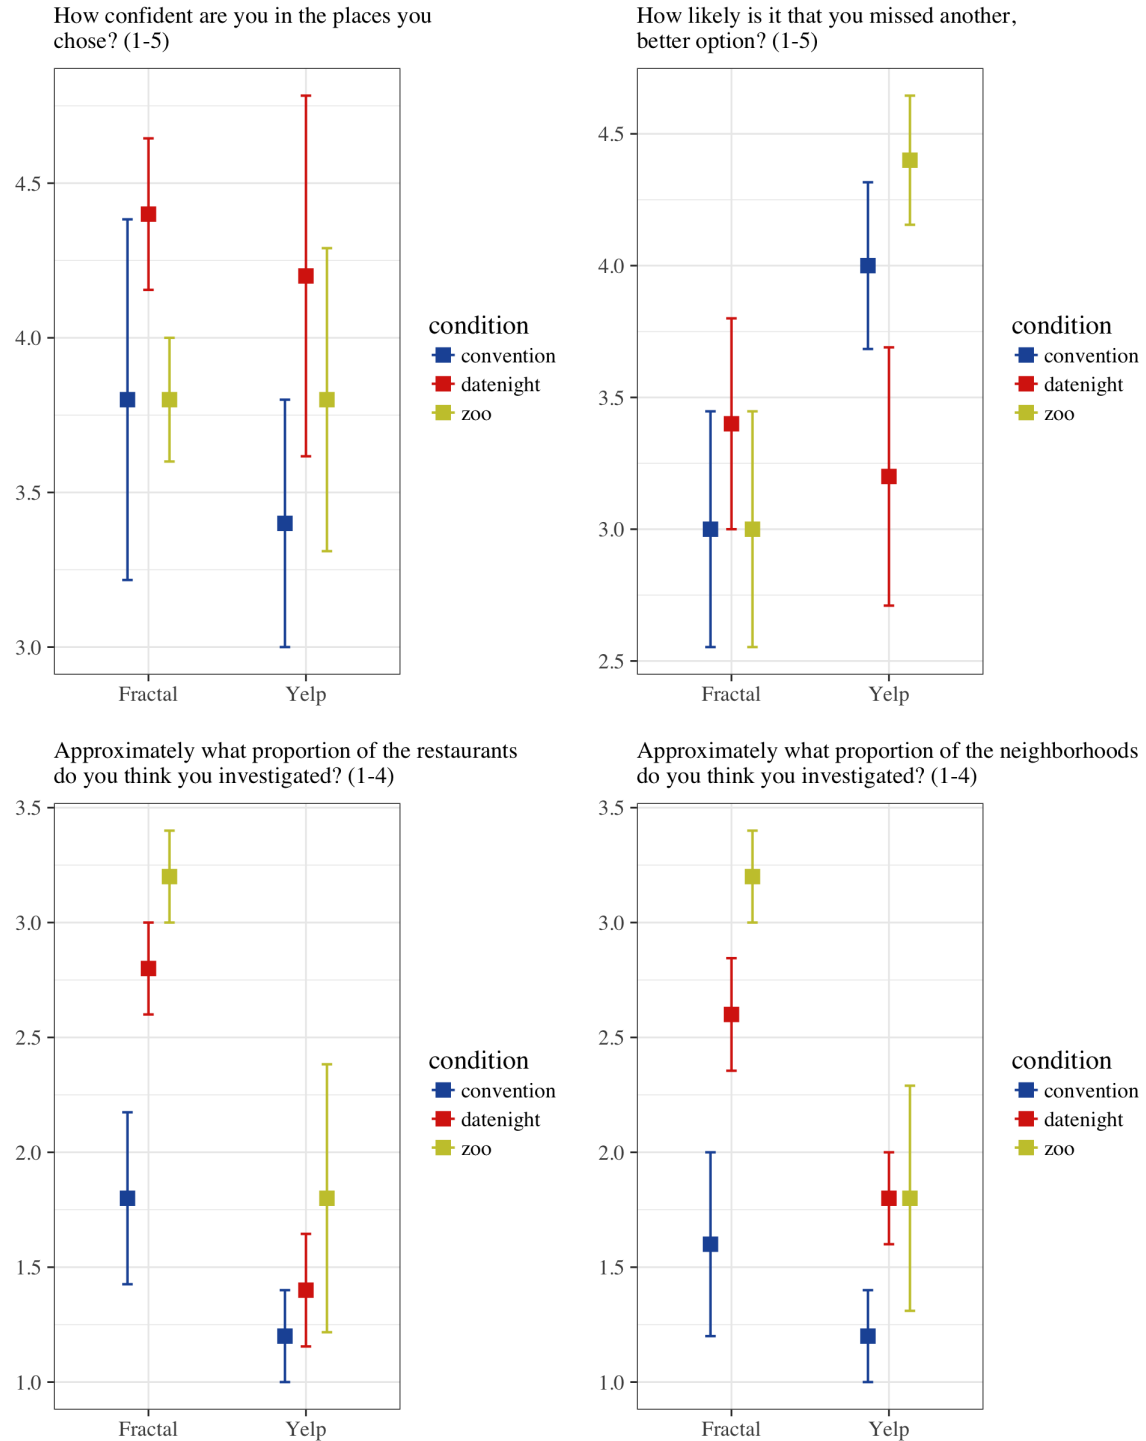 How confident are you in the places you
chose? (1-5)
4.5
4.0
3.5
3.0
Fractal
Yelp
condition
convention
datenight
zoo
How likely is it that you missed another,
better option? (1-5)
4.5
4.0
3.5
3.0
2.5
Fractal
Yelp
condition
convention
datenight
zoo
Approximately what proportion of the restaurants
do you think you investigated? (1-4)
3.5
3.0
2.5
2.0
1.5
1.0
Fractal
Yelp
condition
convention
datenight
zoo
Approximately what proportion of the neighborhoods
do you think you investigated? (1-4)
3.5
3.0
2.5
2.0
1.5
1.0
Fractal
Yelp
condition
convention
datenight
zoo